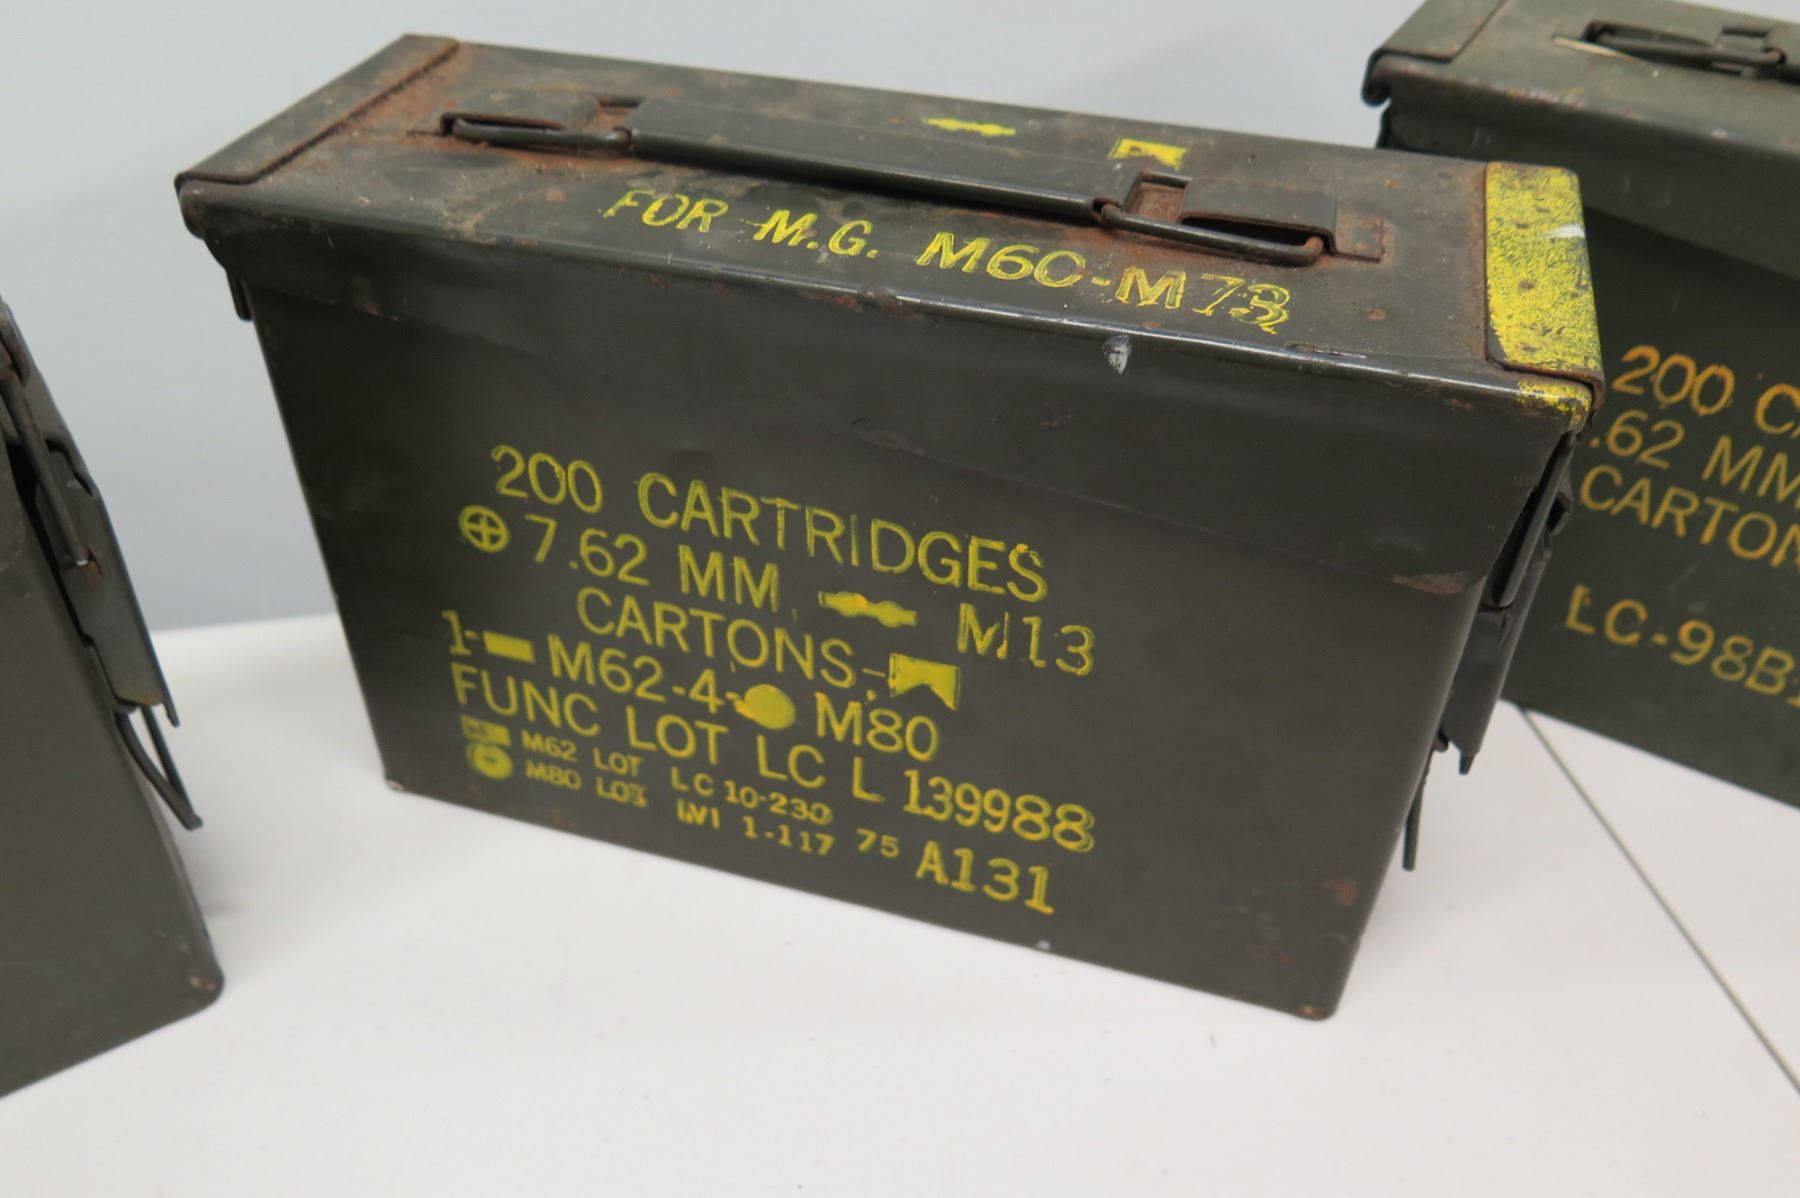 FOR M.G. M60-M73
200 CARTRIDGES
7.62 MM M13
CARTONS-
1- M62-4- M80
FUNC LOT LC L 139988
M62 LOT LC 10-230
M80 LOT WI 1-117 75 A131
200
.62 MM
CARTON
LC-98B